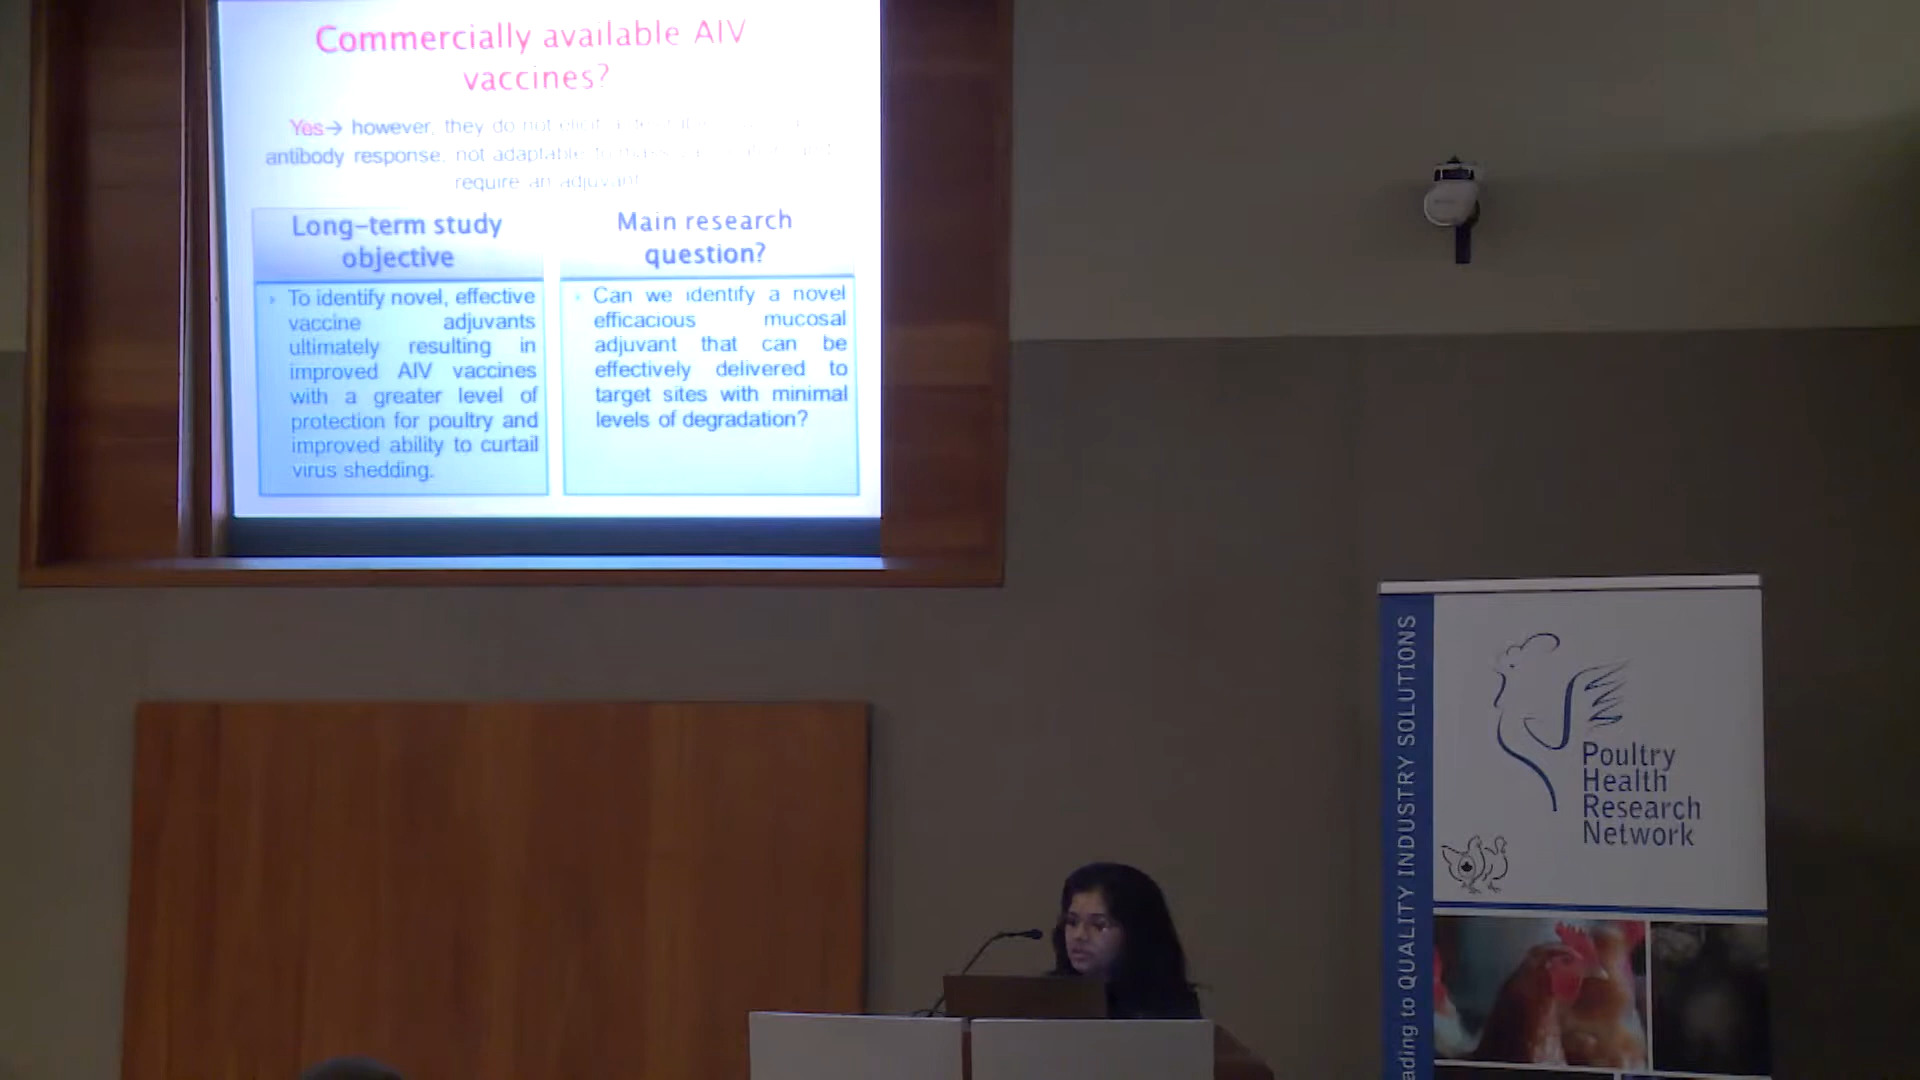 Commercially available AIV
vaccines?
Yes→ however, they do not elicit
antibody response, not adaptable to mass
require an adjuvant
Long-term study
objective
› To identify novel, effective
vaccine adjuvants
ultimately resulting in
improved AIV vaccines
with a greater level of
protection for poultry and
improved ability to curtail
virus shedding.
Main research
question?
› Can we identify a novel
efficacious mucosal
adjuvant that can be
effectively delivered to
target sites with minimal
levels of degradation?
ading to QUALITY INDUSTRY SOLUTIONS
Poultry
Health
Research
Network